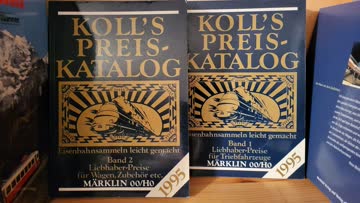 KOLL'S
PREIS-
KATALOG
Eisenbahnsammeln leicht gemacht
Band 2
Liebhaber-Preise
für Wagen, Zubehör etc.
MÄRKLIN 00/H0
1995
KOLL'S
PREIS-
KATALOG
Eisenbahnsammeln leicht gemacht
Band 1
Liebhaber-Preise
für Triebfahrzeuge
MÄRKLIN 00/H0
1995